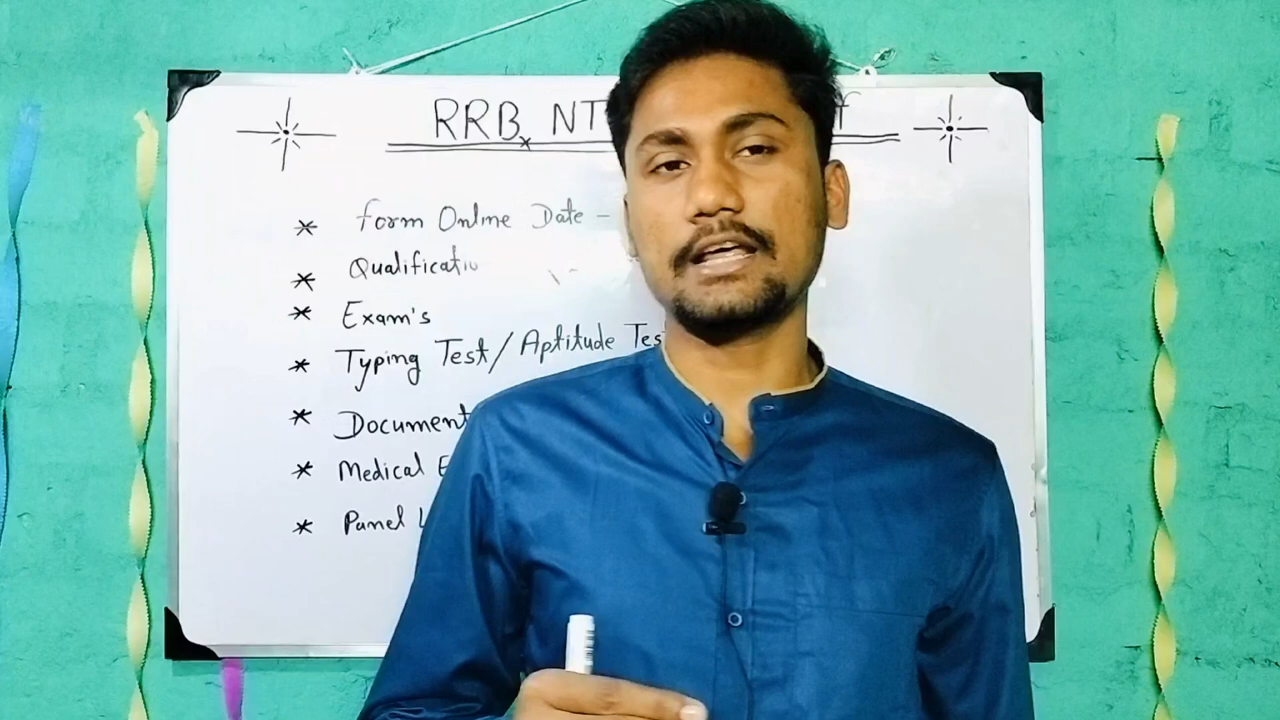 RRB NT
* form Online Date -
* Qualificatio
* Exam's
* Typing Test/Aptitude Tes
* Document
* Medical E
* Panel L